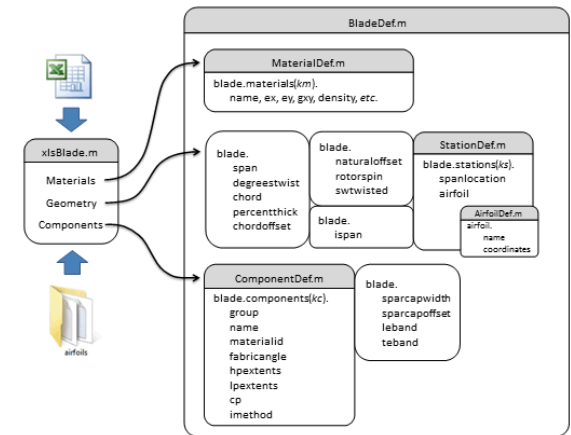 BladeDef.m
MaterialDef.m
blade.materials(km).
name, ex, ey, gxy, density, etc.
xlsBlade.m
Materials
Geometry
Components
airfoils
blade.
span
degreestwist
chord
percentthick
chordoffset
blade.
naturaloffset
rotorspin
swtwisted
blade.
ispan
StationDef.m
blade.stations(ks).
spanlocation
airfoil
AirfoilDef.m
airfoil.
name
coordinates
ComponentDef.m
blade.components(kc).
group
name
materialid
fabricangle
hpextents
lpextents
cp
imethod
blade.
sparcapwidth
sparcapoffset
leband
teband